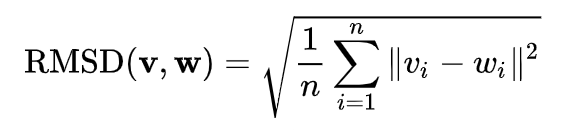 RMSD(v, w) = √(1/n ∑_{i=1}^{n} ‖v_i − w_i‖²)